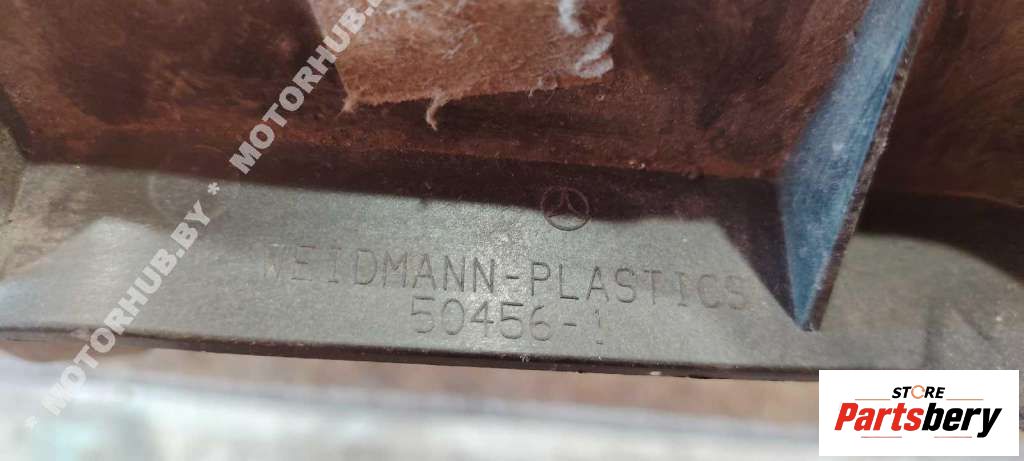 * MOTORHUB.BY * MOTORHUB.BY
WEIDMANN-PLASTICS
50456-1
STORE
Partsbery